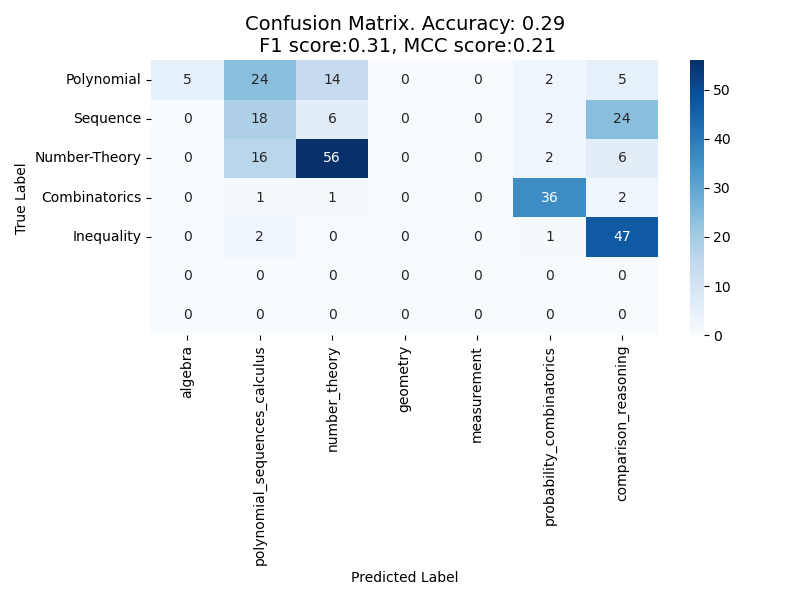 Confusion Matrix. Accuracy: 0.29
F1 score:0.31, MCC score:0.21
True Label
Polynomial 5 24 14 0 0 2 5
Sequence 0 18 6 0 0 2 24
Number-Theory 0 16 56 0 0 2 6
Combinatorics 0 1 1 0 0 36 2
Inequality 0 2 0 0 0 1 47
0 0 0 0 0 0 0
0 0 0 0 0 0 0
algebra
polynomial_sequences_calculus
number_theory
geometry
measurement
probability_combinatorics
comparison_reasoning
Predicted Label
50
40
30
20
10
0